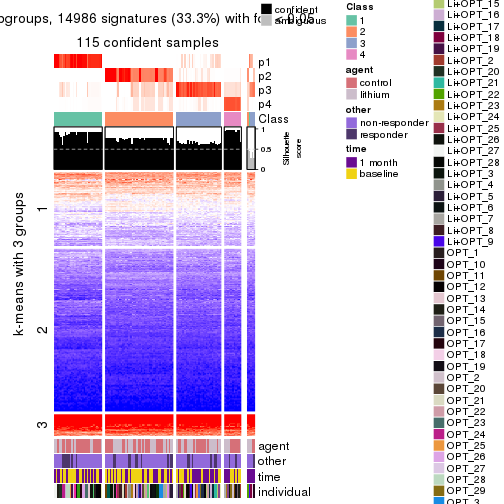 ogroups, 14986 signatures (33.3%) with fd
confident
ambiguous
115 confident samples
p1
p2
p3
p4
Class
1
0.5
0
Silhouette
score
k-means with 3 groups
1
2
3
agent
other
time
individual
Class
1
2
3
4
agent
control
lithium
other
non-responder
responder
time
1 month
baseline
Li+OPT_15
Li+OPT_16
Li+OPT_17
Li+OPT_18
Li+OPT_19
Li+OPT_2
Li+OPT_20
Li+OPT_21
Li+OPT_22
Li+OPT_23
Li+OPT_24
Li+OPT_25
Li+OPT_26
Li+OPT_27
Li+OPT_28
Li+OPT_3
Li+OPT_4
Li+OPT_5
Li+OPT_6
Li+OPT_7
Li+OPT_8
Li+OPT_9
OPT_1
OPT_10
OPT_11
OPT_12
OPT_13
OPT_14
OPT_15
OPT_16
OPT_17
OPT_18
OPT_19
OPT_2
OPT_20
OPT_21
OPT_22
OPT_23
OPT_24
OPT_25
OPT_26
OPT_27
OPT_28
OPT_29
OPT_3